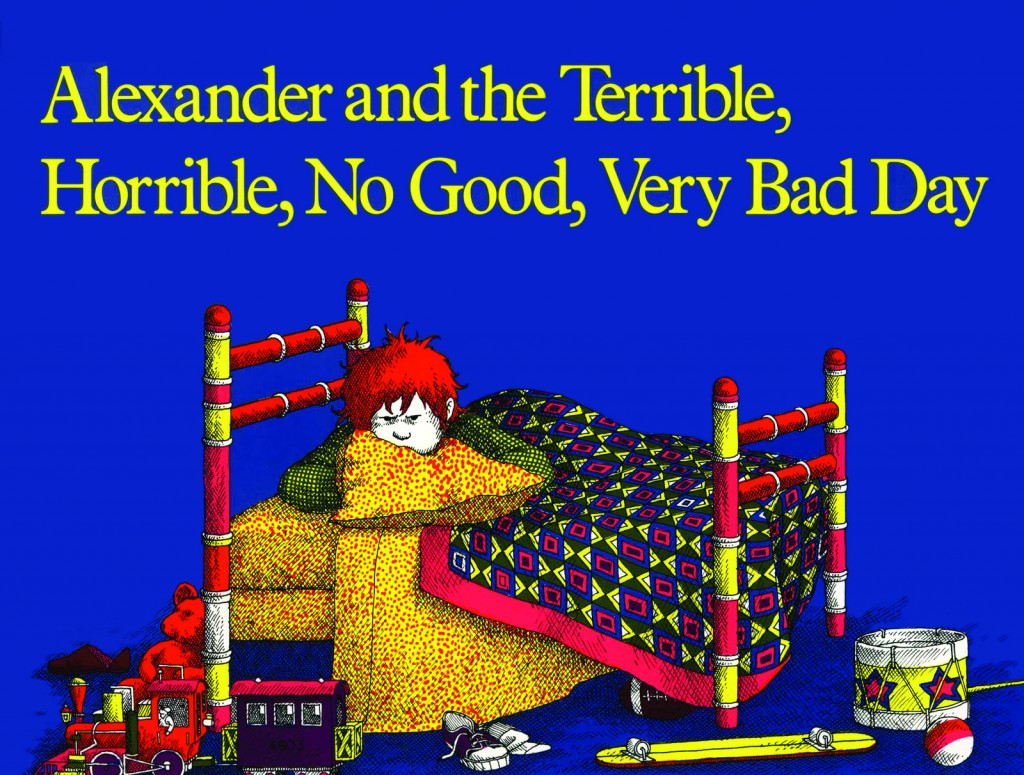 Alexander and the Terrible,
Horrible, No Good, Very Bad Day